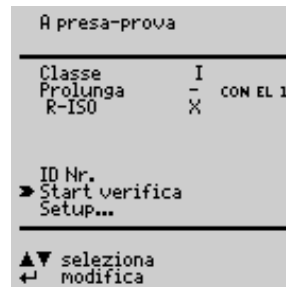 A presa-prova
Classe I
Prolunga - CON EL 1
R-ISO X
ID Nr.
Start verifica
Setup...
▲▼ seleziona
↵ modifica